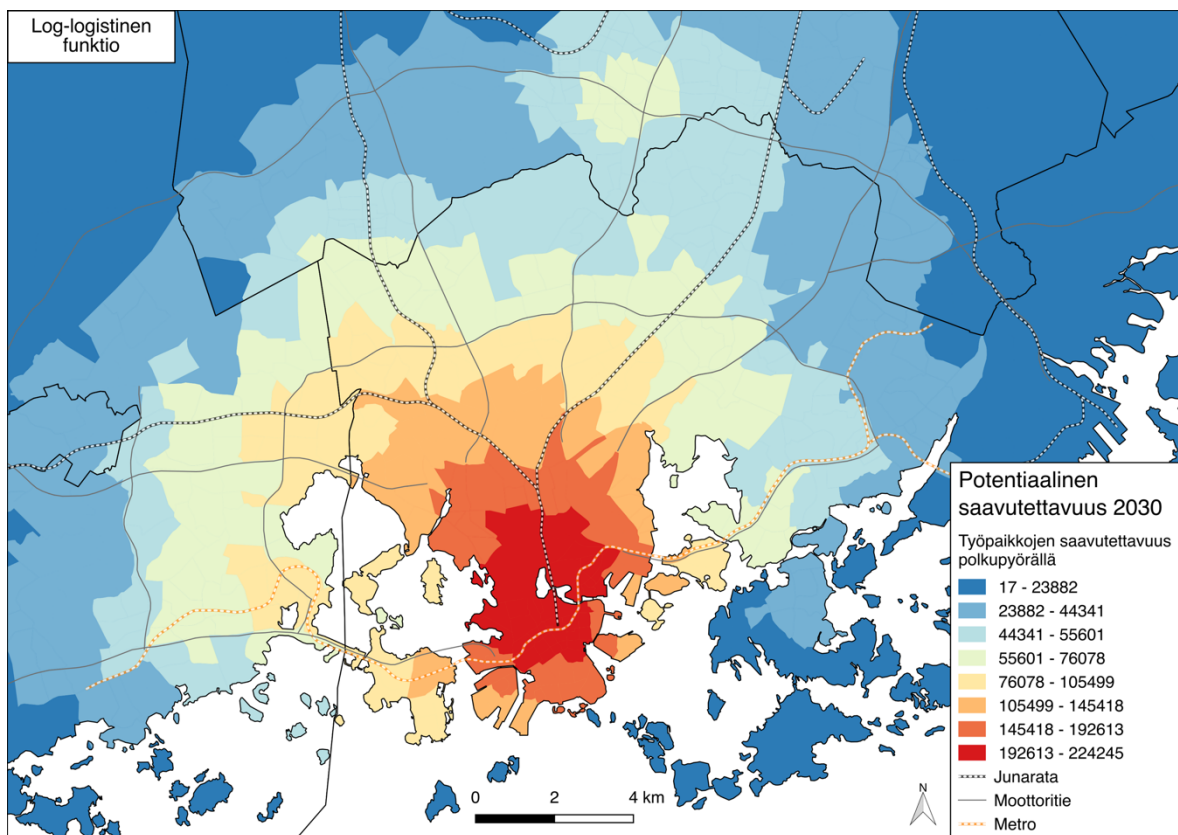 Log-logistinen
funktio
Potentiaalinen
saavutettavuus 2030
Työpaikkojen saavutettavuus
polkupyörällä
17 - 23882
23882 - 44341
44341 - 55601
55601 - 76078
76078 - 105499
105499 - 145418
145418 - 192613
192613 - 224245
Junarata
Moottoritie
Metro
0 2 4 km
N